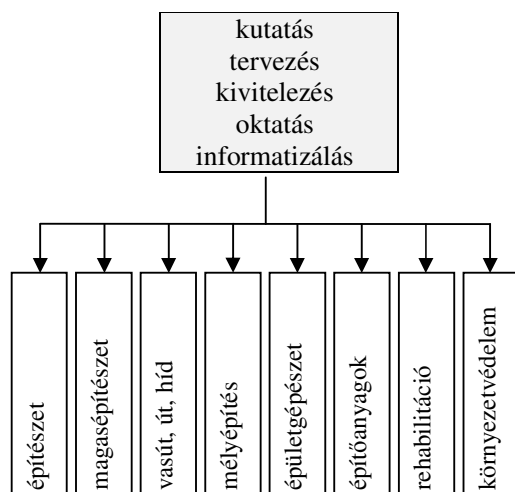 kutatás
tervezés
kivitelezés
oktatás
informatizálás
építészet
magasépítészet
vasút, út, híd
mélyépítés
épületgépészet
építőanyagok
rehabilitáció
környezetvédelem